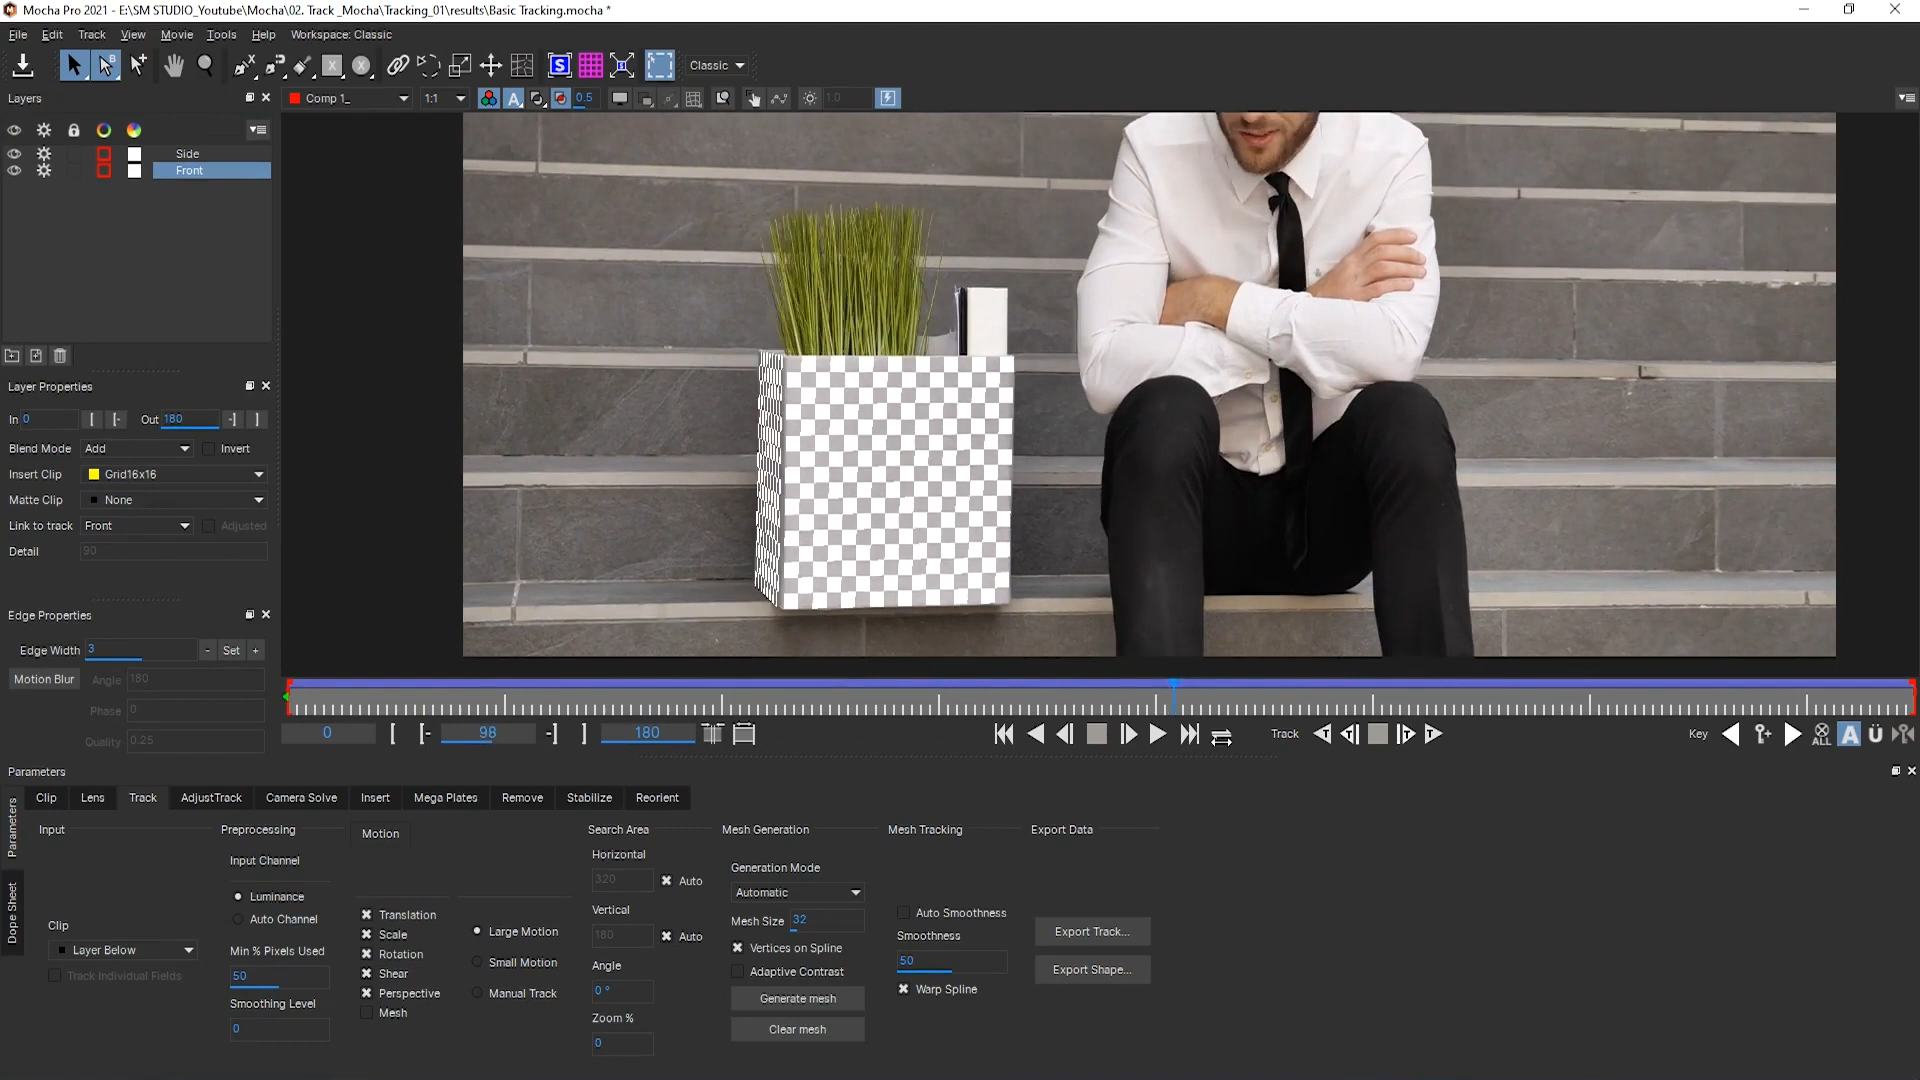 Mocha Pro 2021 - E:\SM STUDIO_Youtube\Mocha\02. Track _Mocha\Tracking_01\results\Basic Tracking.mocha *
File Edit Track View Movie Tools Help Workspace: Classic
S Classic
Layers Comp 1_ 1:1 A 0.5 1.0
Side
Front
Layer Properties
In 0 [ [- Out 180 -] ]
Blend Mode Add Invert
Insert Clip Grid16x16
Matte Clip None
Link to track Front Adjusted
Detail 90
Edge Properties
Edge Width 3 - Set +
Motion Blur Angle 180
Phase 0
Quality 0.25
0 [ [- 98 -] ] 180 Track T T T T Key ALL A Ü
Parameters
Parameters
Dope Sheet
Clip Lens Track AdjustTrack Camera Solve Insert Mega Plates Remove Stabilize Reorient
Input
Clip
Layer Below
Track Individual Fields
Preprocessing
Input Channel
Luminance
Auto Channel
Min % Pixels Used
50
Smoothing Level
0
Motion
Translation
Scale
Rotation
Shear
Perspective
Mesh
Large Motion
Small Motion
Manual Track
Search Area
Horizontal
320 Auto
Vertical
180 Auto
Angle
0 °
Zoom %
0
Mesh Generation
Generation Mode
Automatic
Mesh Size 32
Vertices on Spline
Adaptive Contrast
Generate mesh
Clear mesh
Mesh Tracking
Auto Smoothness
Smoothness
50
Warp Spline
Export Data
Export Track...
Export Shape...